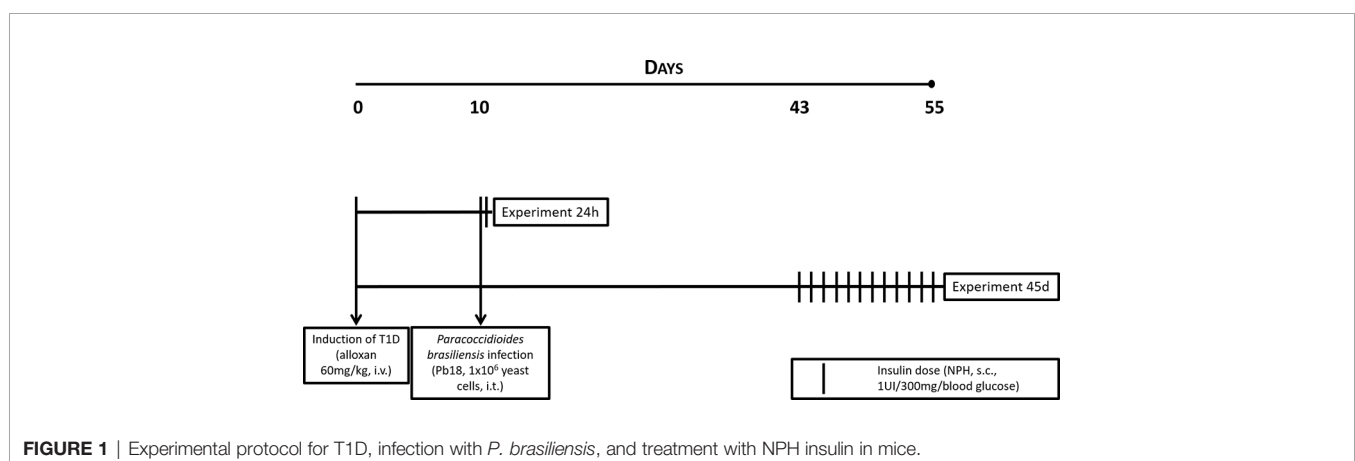 DAYS
0 10 43 55
Experiment 24h
Experiment 45d
Induction of T1D
(alloxan
60mg/kg, i.v.)
Paracoccidioides
brasiliensis infection
(Pb18, 1x10⁶ yeast
cells, i.t.)
Insulin dose (NPH, s.c.,
1UI/300mg/blood glucose)
FIGURE 1 | Experimental protocol for T1D, infection with P. brasiliensis, and treatment with NPH insulin in mice.